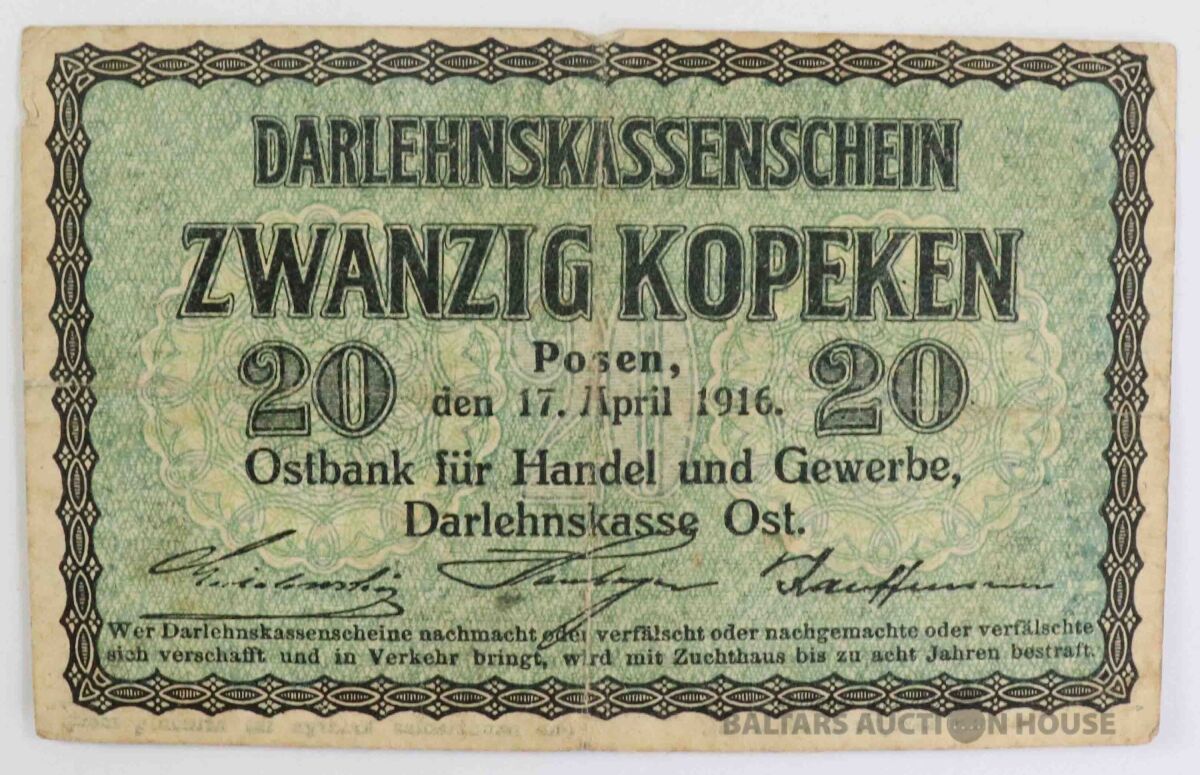 DARLEHNSKASSENSCHEIN
ZWANZIG KOPEKEN
20 Posen, 20
den 17. April 1916.
Ostbank für Handel und Gewerbe,
Darlehnskasse Ost.
Kauffmann
Wer Darlehnskassenscheine nachmacht oder verfälscht oder nachgemachte oder verfälschte
sich verschafft und in Verkehr bringt, wird mit Zuchthaus bis zu acht Jahren bestraft.
BALTARS AUCTION HOUSE